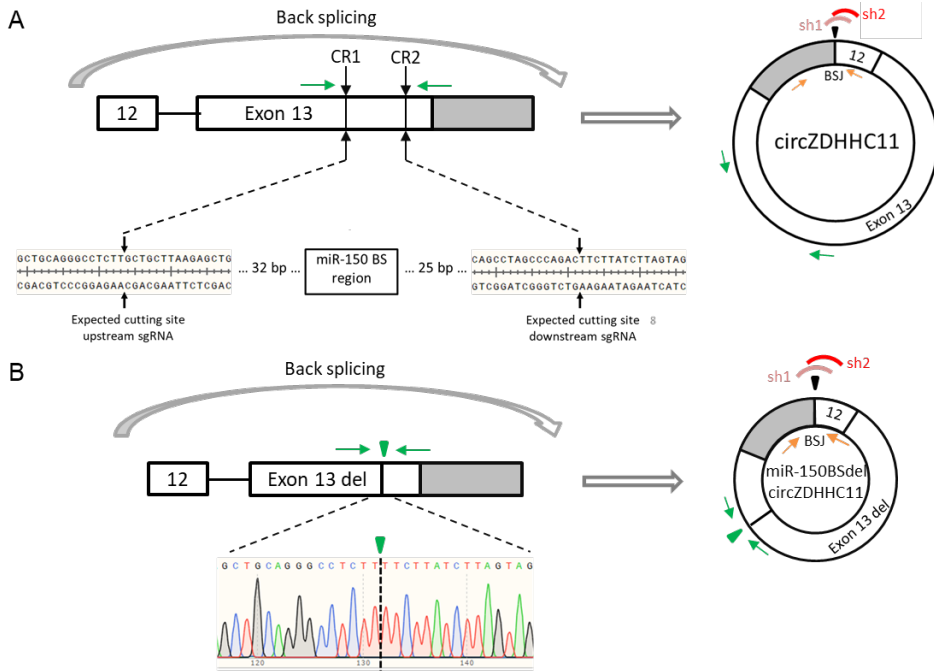 A
Back splicing
CR1 CR2
12 Exon 13
sh1 sh2
12
BSJ
circZDHHC11
Exon 13
GCTGCAGGGCCTCTTGCTGCTTAAGAGCTG
CGACGTCCCGGAGAACGACGAATTCTCGAC
... 32 bp ...
miR-150 BS
region
... 25 bp ...
CAGCCTAGCCCAGACTTCTTATCTTAGTAG
GTCGGATCGGGTCTGAAGAATAGAATCATC
Expected cutting site
upstream sgRNA
Expected cutting site 8
downstream sgRNA
B
Back splicing
12 Exon 13 del
sh1 sh2
12
BSJ
miR-150BSdel
circZDHHC11
Exon 13 del
G C T G C A G G G C C T C T T T T C T T A T C T T A G T A G
120 130 140